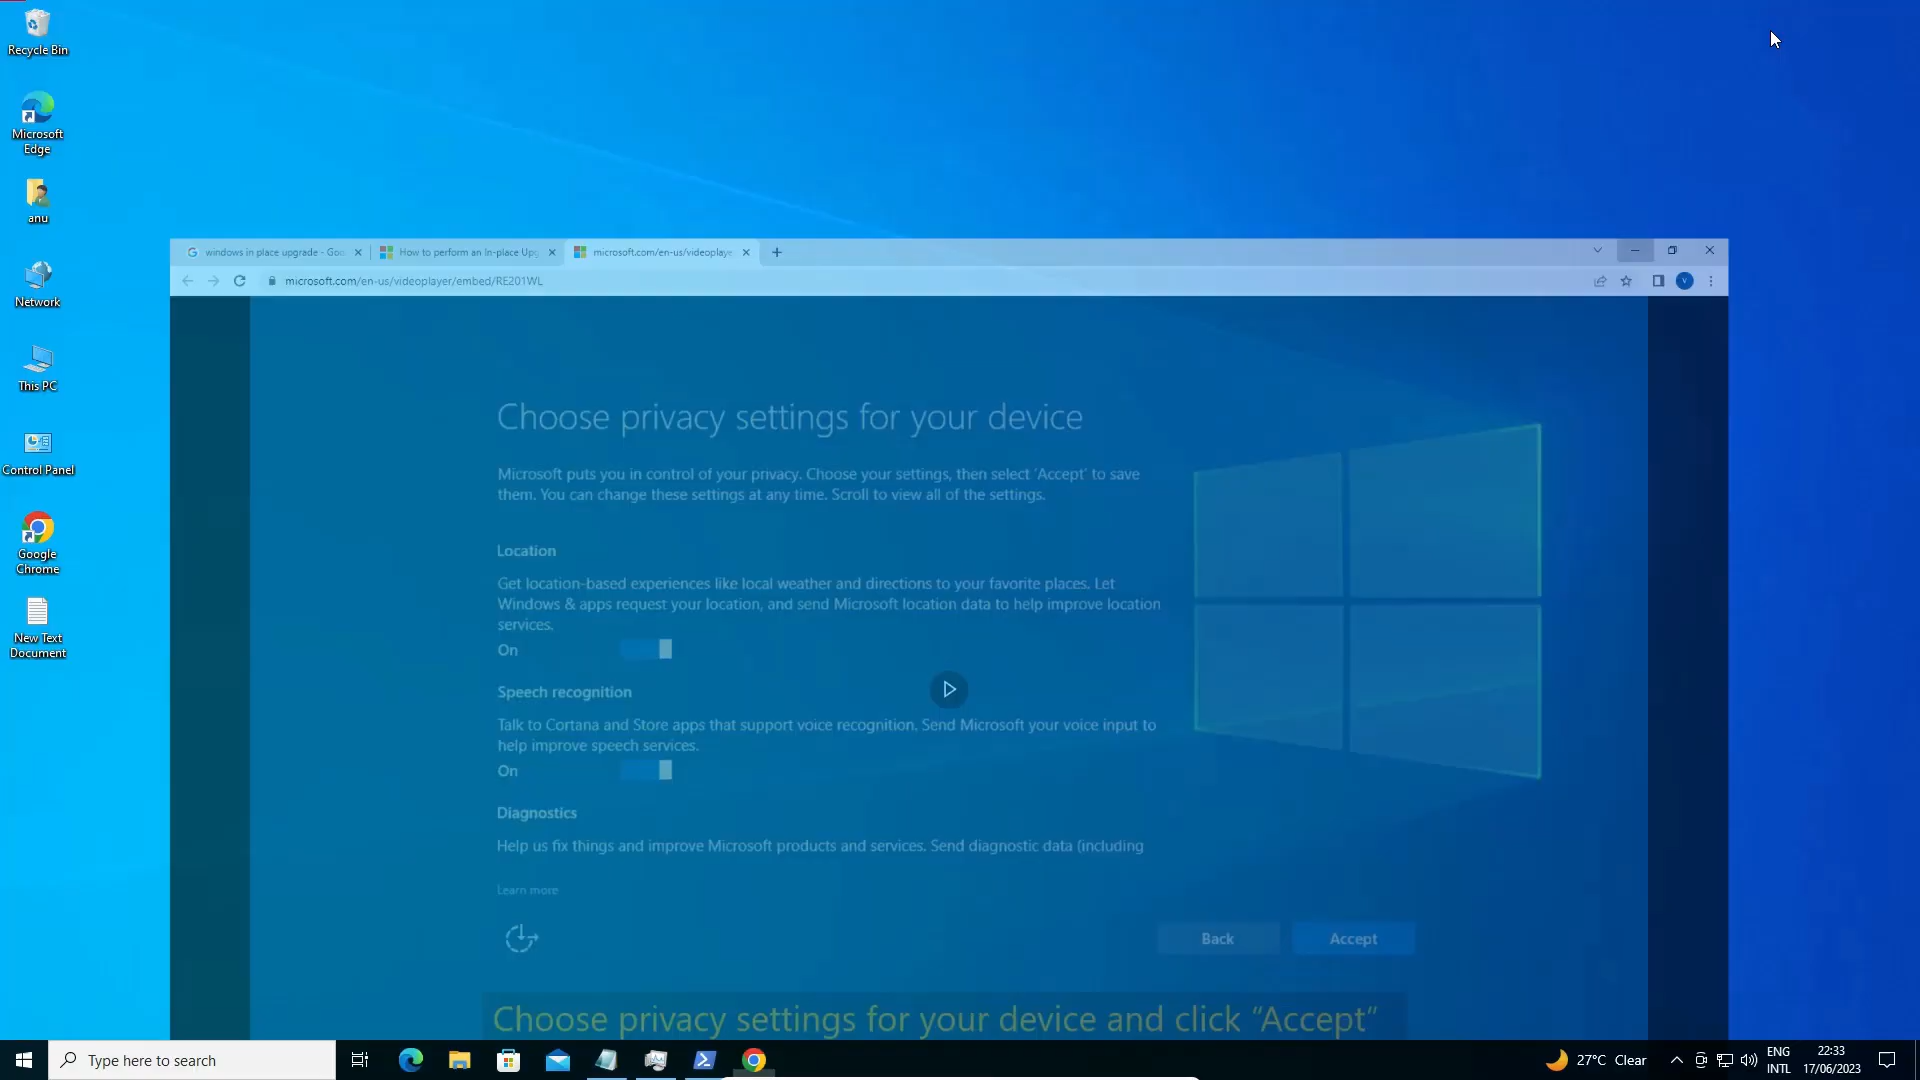 Recycle Bin
Microsoft
Edge
anu
Network
This PC
Control Panel
Google
Chrome
New Text
Document
windows in place upgrade - Goo
How to perform an In-place Upg
microsoft.com/en-us/videoplaye
microsoft.com/en-us/videoplayer/embed/RE201WL
V
Choose privacy settings for your device
Microsoft puts you in control of your privacy. Choose your settings, then select 'Accept' to save
them. You can change these settings at any time. Scroll to view all of the settings.
Location
Get location-based experiences like local weather and directions to your favorite places. Let
Windows & apps request your location, and send Microsoft location data to help improve location
services.
On
Speech recognition
Talk to Cortana and Store apps that support voice recognition. Send Microsoft your voice input to
help improve speech services.
On
Diagnostics
Help us fix things and improve Microsoft products and services. Send diagnostic data (including
Learn more
Back
Accept
Choose privacy settings for your device and click “Accept”
Type here to search
27°C Clear
ENG
INTL
22:33
17/06/2023